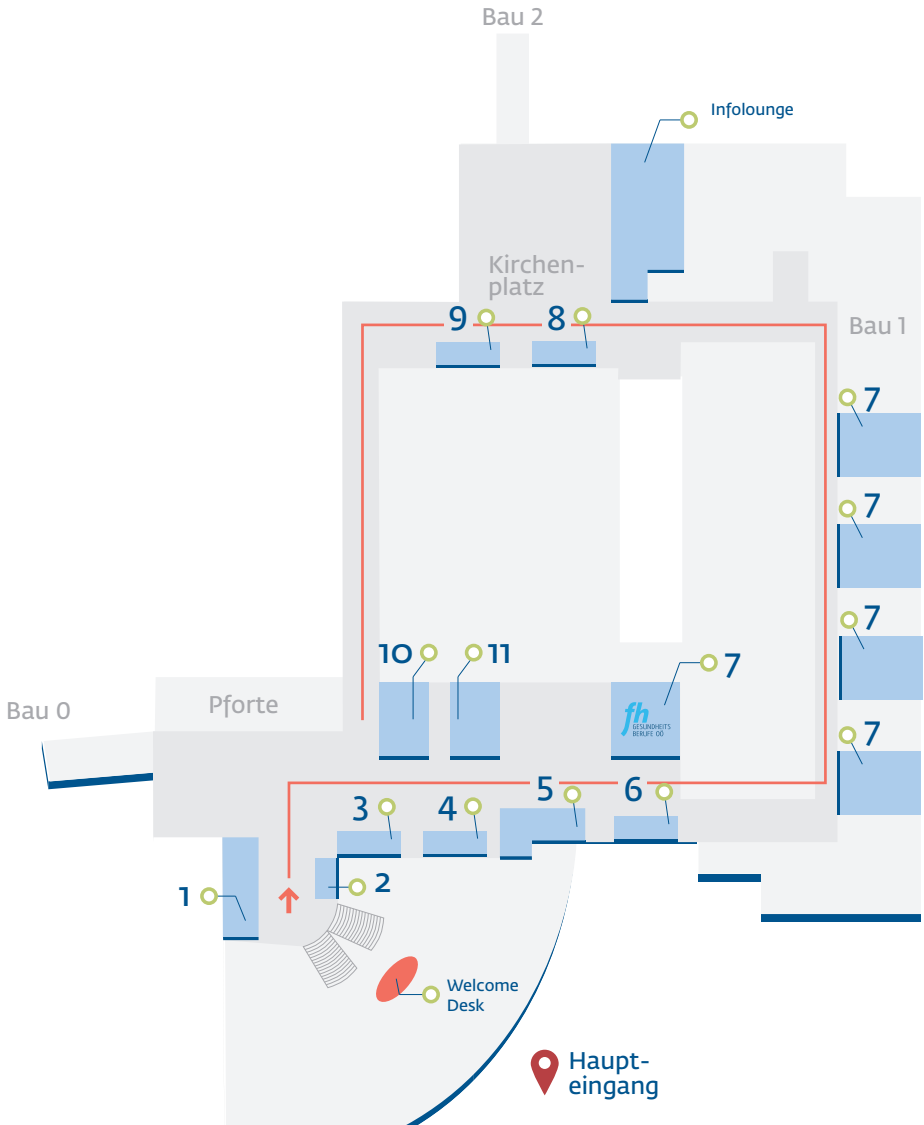 Bau 2
Infolounge
Kirchen-
platz
9
8
Bau 1
7
7
7
7
10
11
7
fh
GESUNDHEITS
BERUFE OÖ
Bau 0
Pforte
3
4
5
6
1
2
Welcome
Desk
Haupt-
eingang